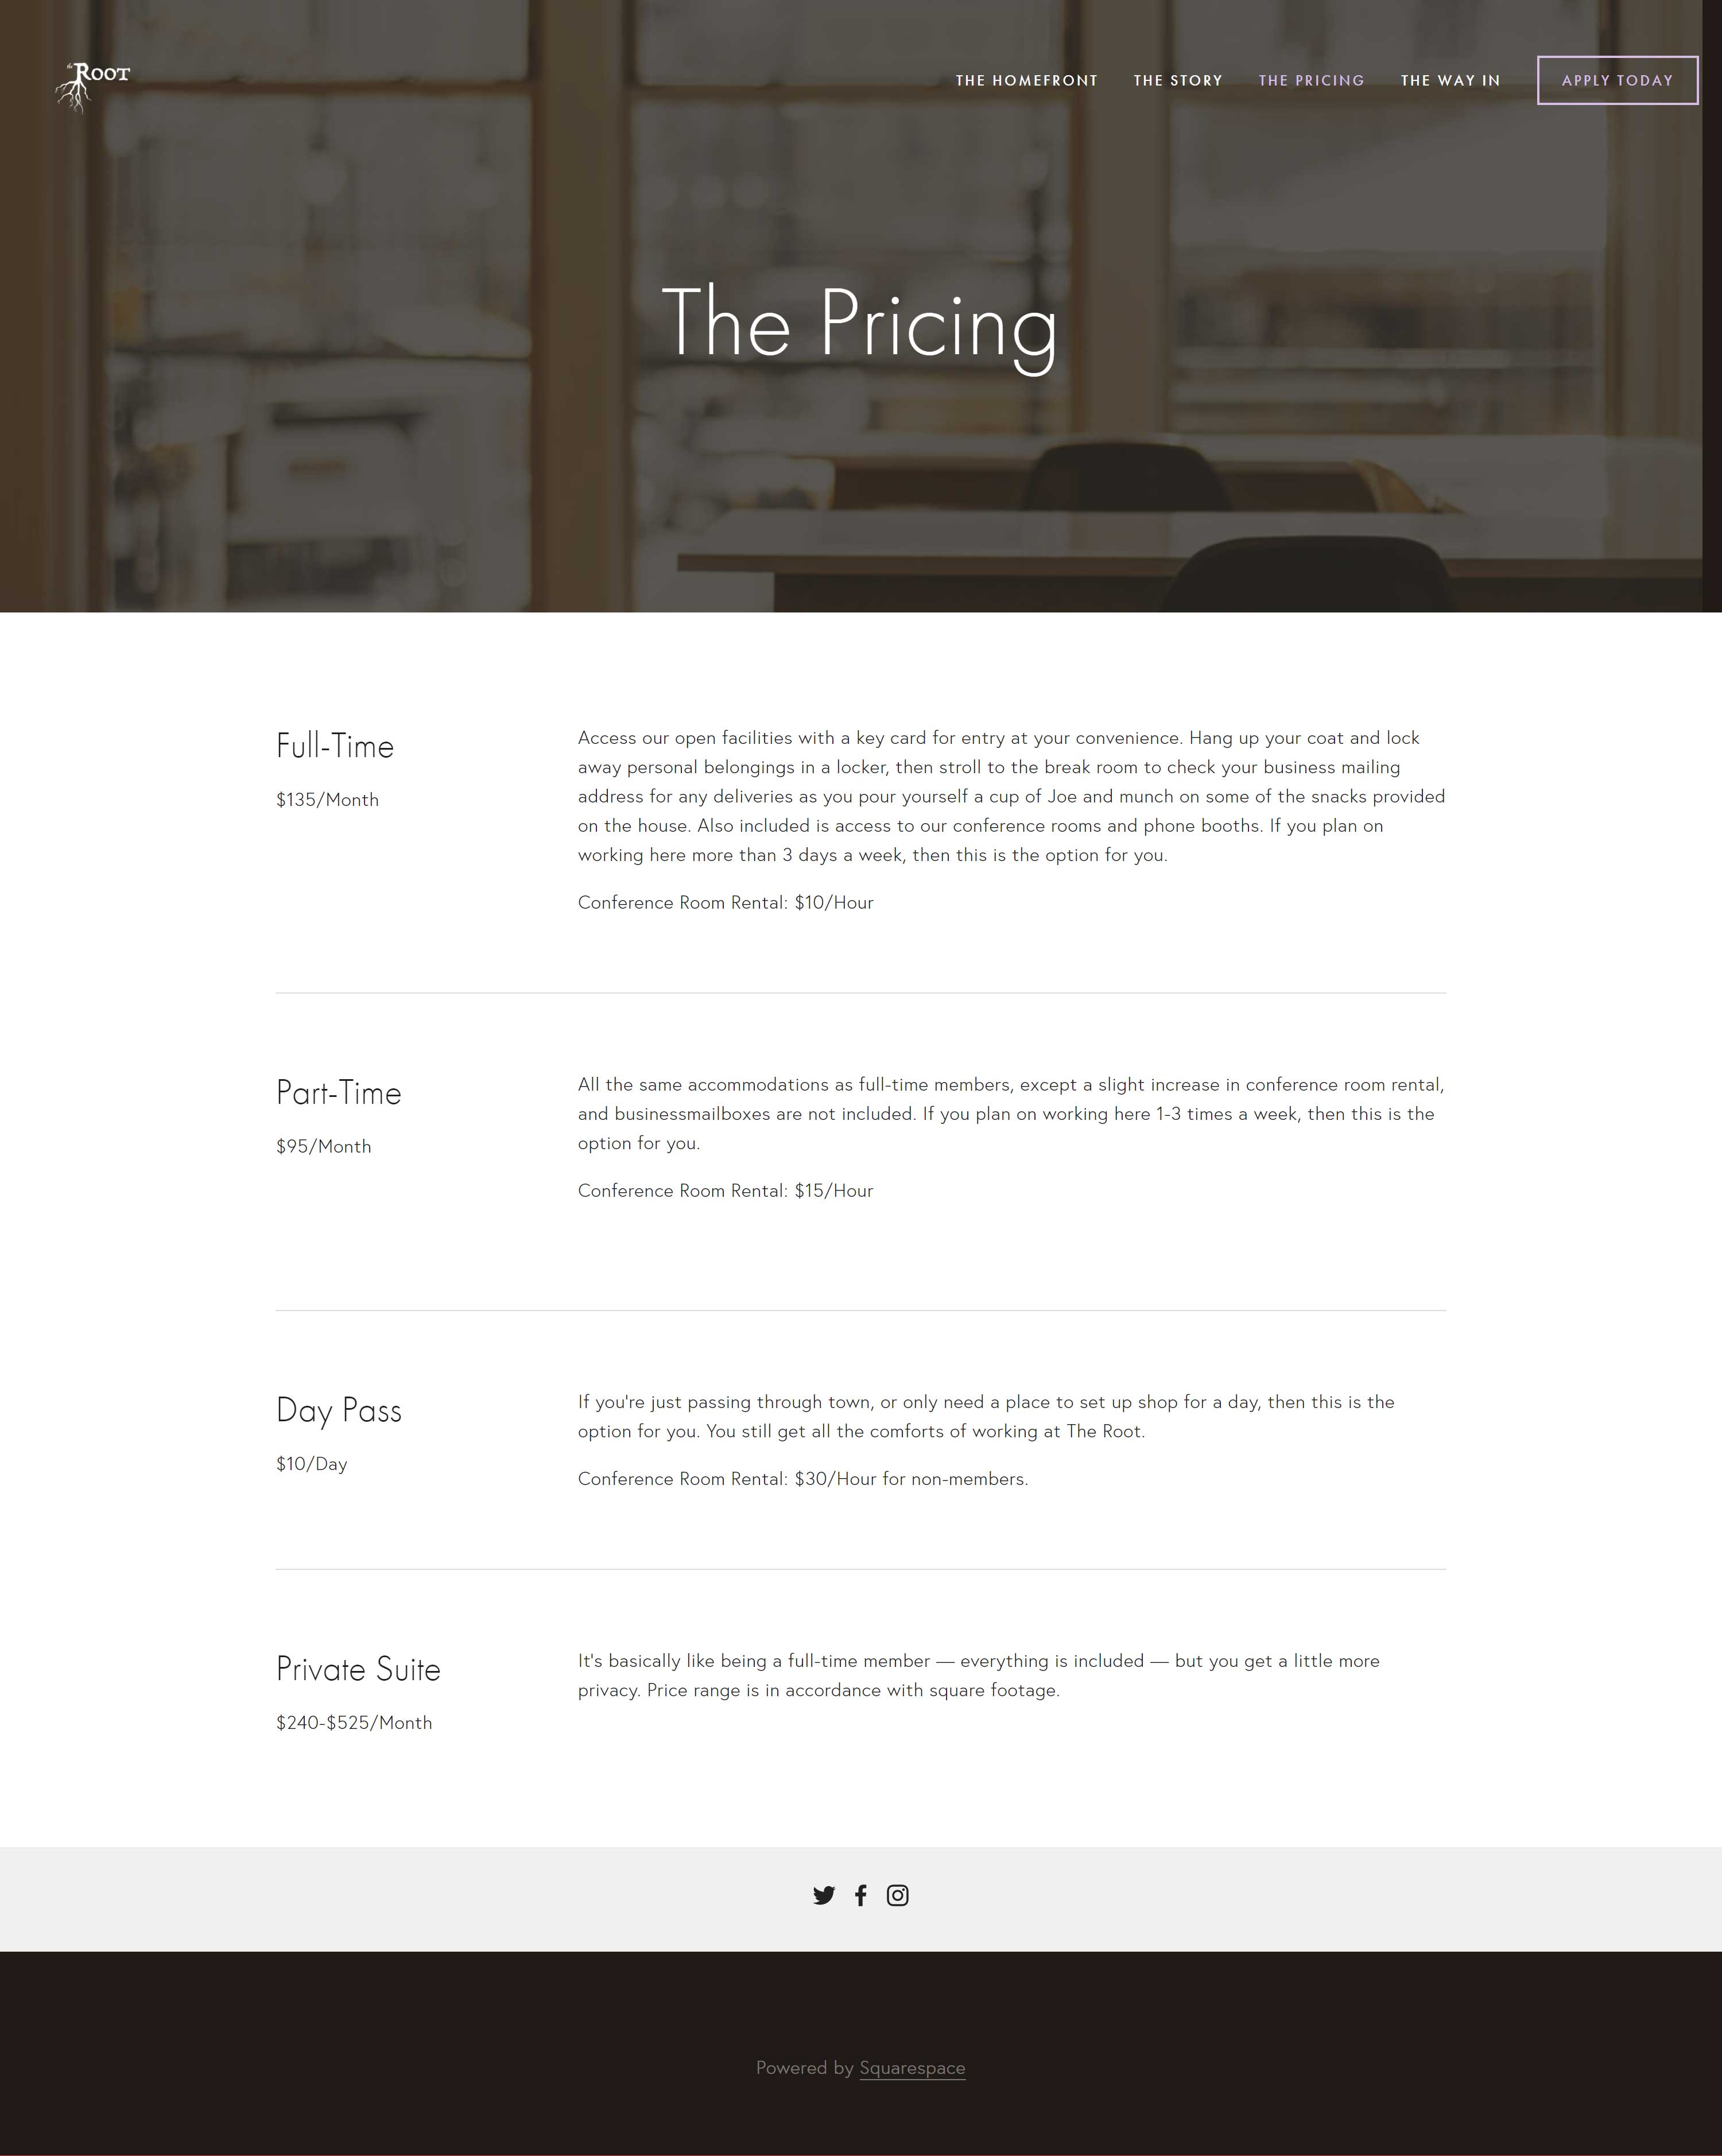 the ROOT
THE HOMEFRONT THE STORY THE PRICING THE WAY IN APPLY TODAY
The Pricing
Full-Time
$135/Month
Access our open facilities with a key card for entry at your convenience. Hang up your coat and lock
away personal belongings in a locker, then stroll to the break room to check your business mailing
address for any deliveries as you pour yourself a cup of Joe and munch on some of the snacks provided
on the house. Also included is access to our conference rooms and phone booths. If you plan on
working here more than 3 days a week, then this is the option for you.
Conference Room Rental: $10/Hour
Part-Time
$95/Month
All the same accommodations as full-time members, except a slight increase in conference room rental,
and businessmailboxes are not included. If you plan on working here 1-3 times a week, then this is the
option for you.
Conference Room Rental: $15/Hour
Day Pass
$10/Day
If you're just passing through town, or only need a place to set up shop for a day, then this is the
option for you. You still get all the comforts of working at The Root.
Conference Room Rental: $30/Hour for non-members.
Private Suite
$240-$525/Month
It's basically like being a full-time member — everything is included — but you get a little more
privacy. Price range is in accordance with square footage.
Powered by Squarespace